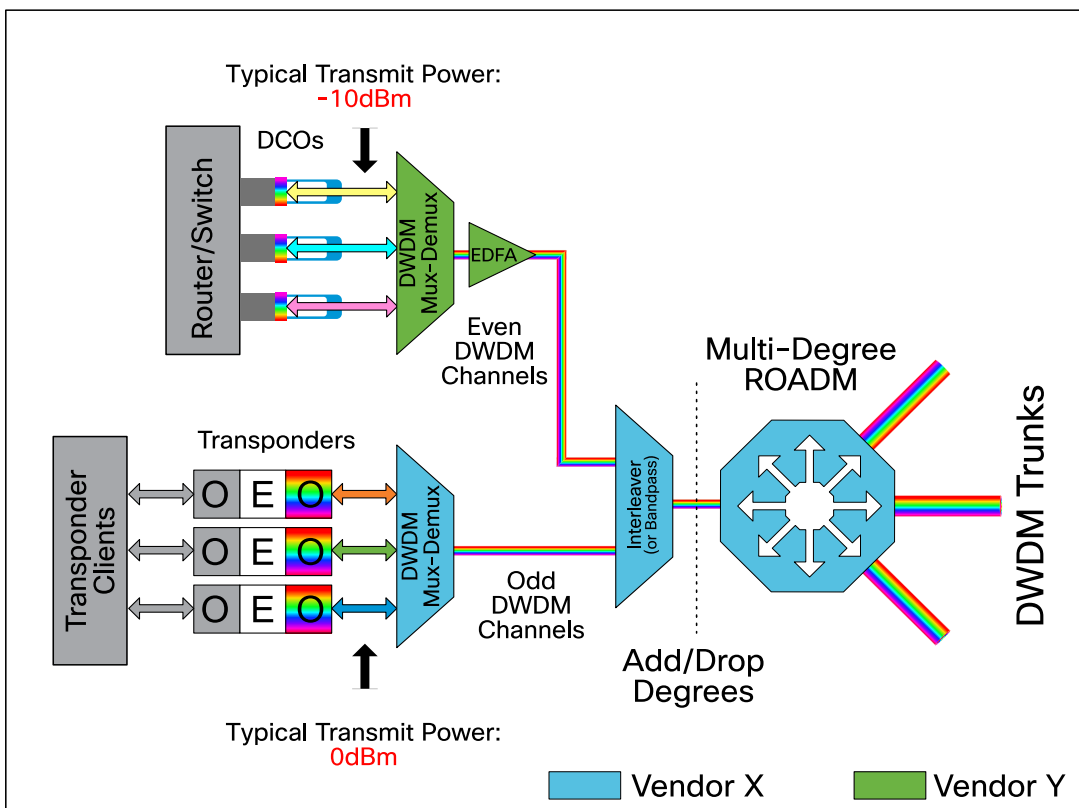 Typical Transmit Power:
-10dBm
DCOs
Router/Switch
DWDM
Mux-Demux
EDFA
Even
DWDM
Channels
Multi-Degree
ROADM
DWDM Trunks
Transponders
Transponder
Clients
O E O
O E O
O E O
DWDM
Mux-Demux
Odd
DWDM
Channels
Interleaver
(or Bandpass)
Add/Drop
Degrees
Typical Transmit Power:
0dBm
Vendor X
Vendor Y